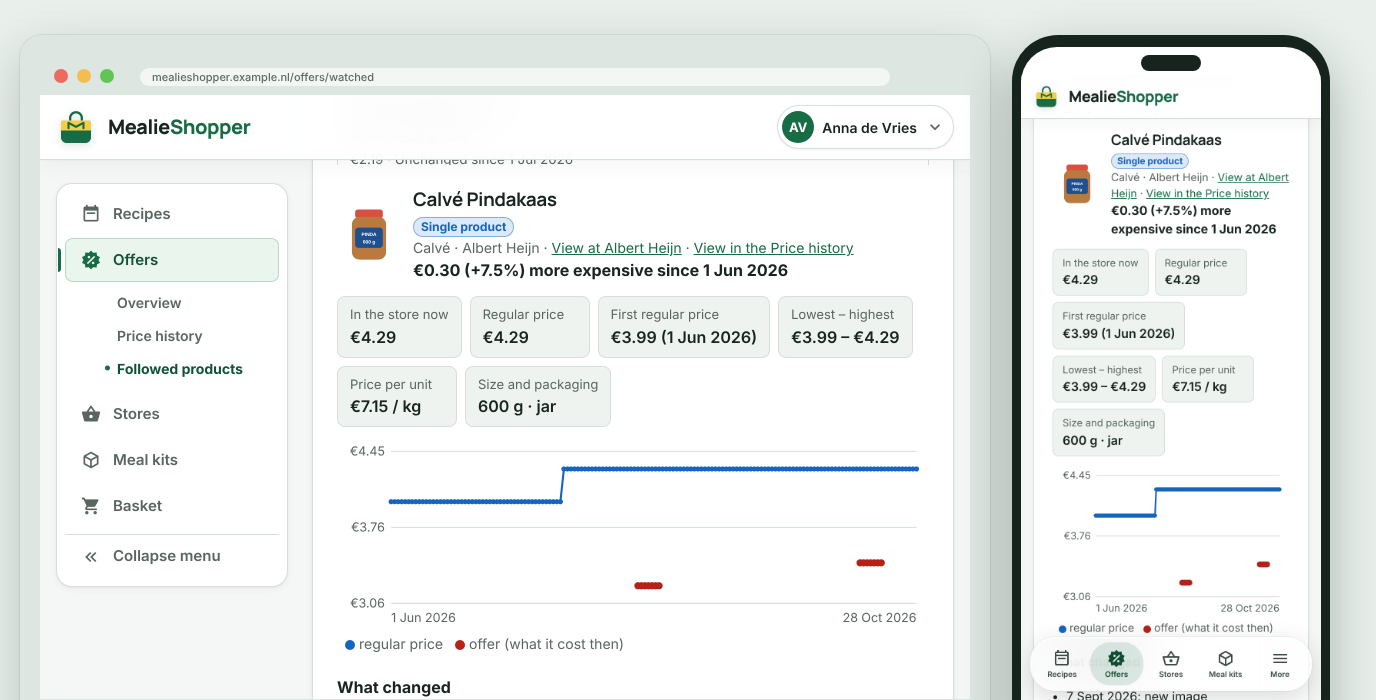 mealieshopper.example.nl/offers/watched
MealieShopper
AV Anna de Vries
Recipes
Offers
Overview
Price history
• Followed products
Stores
Meal kits
Basket
Collapse menu
€2.19 · Unchanged since 1 Jul 2026
PINDA
600 g
Calvé Pindakaas
Single product
Calvé · Albert Heijn · View at Albert Heijn · View in the Price history
€0.30 (+7.5%) more expensive since 1 Jun 2026
In the store now
€4.29
Regular price
€4.29
First regular price
€3.99 (1 Jun 2026)
Lowest – highest
€3.99 – €4.29
Price per unit
€7.15 / kg
Size and packaging
600 g · jar
€4.45
€3.76
€3.06
1 Jun 2026 28 Oct 2026
regular price offer (what it cost then)
What changed
MealieShopper
PINDA
600 g
Calvé Pindakaas
Single product
Calvé · Albert Heijn · View at Albert
Heijn · View in the Price history
€0.30 (+7.5%) more
expensive since 1 Jun 2026
In the store now
€4.29
Regular price
€4.29
First regular price
€3.99 (1 Jun 2026)
Lowest – highest
€3.99 – €4.29
Price per unit
€7.15 / kg
Size and packaging
600 g · jar
€4.45
€3.76
€3.06
1 Jun 2026 28 Oct 2026
regular price offer (what it cost then)
Recipes Offers Stores Meal kits More
• 7 Sept 2026: new image